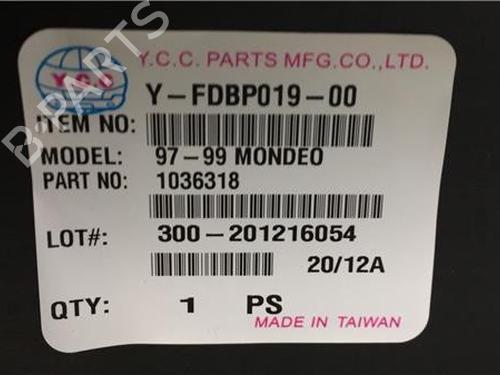 Y.C.C. PARTS MFG.CO.,LTD.
Y.C.C
Y-FDBP019-00
ITEM NO:
MODEL: 97-99 MONDEO
PART NO: 1036318
LOT#: 300-201216054
20/12A
QTY: 1 PS
MADE IN TAIWAN
B-PARTS